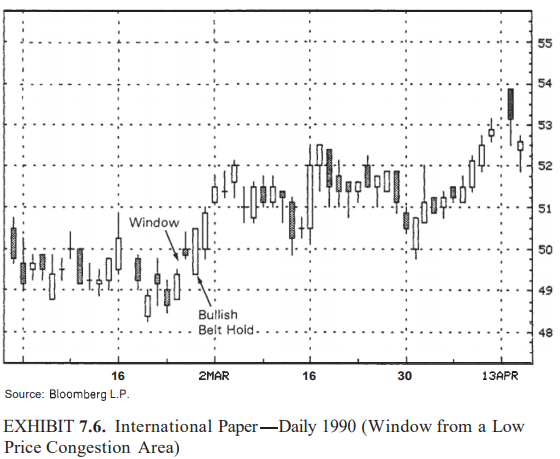 55
54
53
52
51
50
49
48
Window
Bullish
Belt Hold
16 2MAR 16 30 13APR
Source: Bloomberg L.P.
EXHIBIT 7.6. International Paper—Daily 1990 (Window from a Low
Price Congestion Area)